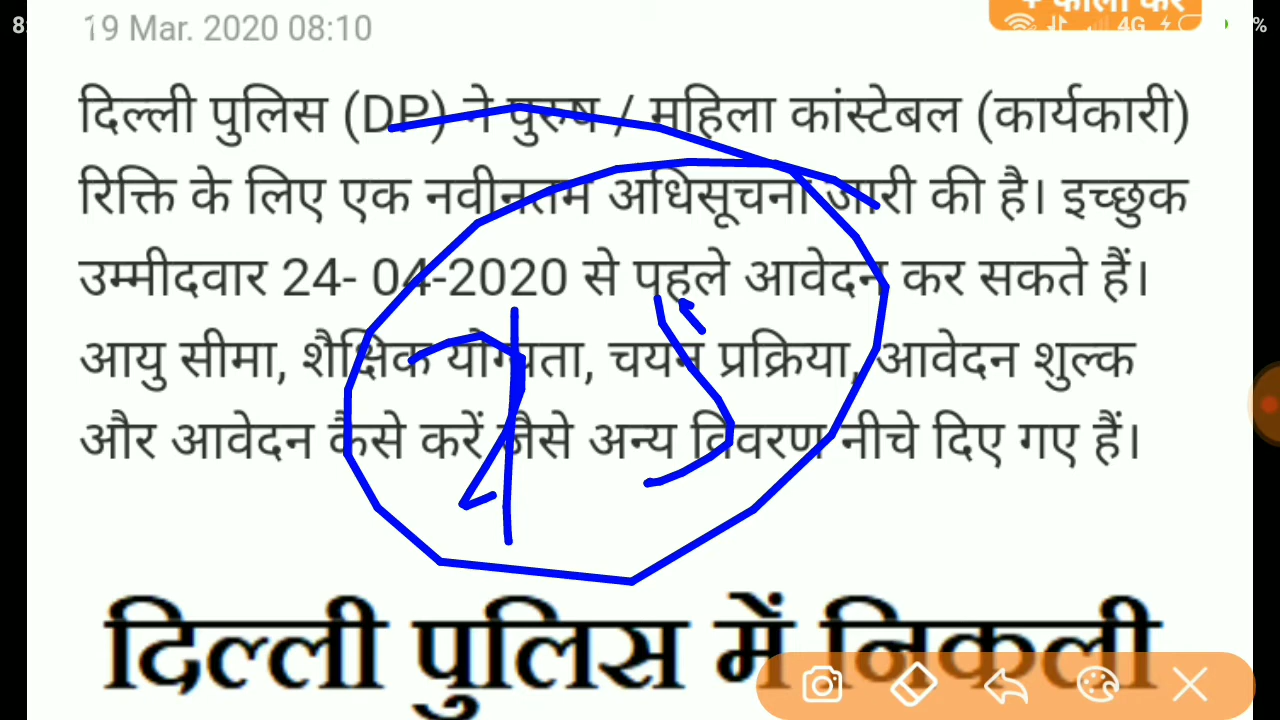 + फॉलो करें
19 Mar. 2020 08:10
4G
%
दिल्ली पुलिस (DP) ने पुरुष / महिला कांस्टेबल (कार्यकारी)
रिक्ति के लिए एक नवीनतम अधिसूचना जारी की है। इच्छुक
उम्मीदवार 24- 04-2020 से पहले आवेदन कर सकते हैं।
आयु सीमा, शैक्षिक योग्यता, चयन प्रक्रिया, आवेदन शुल्क
और आवेदन कैसे करें जैसे अन्य विवरण नीचे दिए गए हैं।
दिल्ली पुलिस में निकली